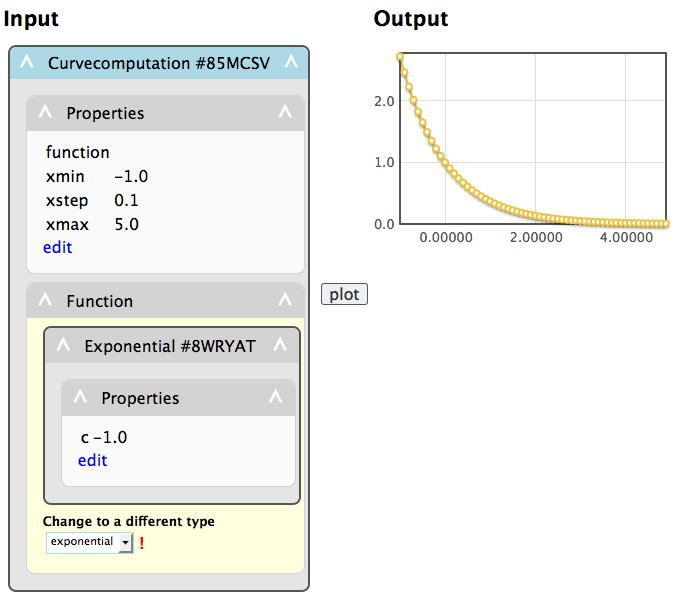 Input
Curvecomputation #85MCSV
Properties
function
xmin −1.0
xstep 0.1
xmax 5.0
edit
Function
Exponential #8WRYAT
Properties
c −1.0
edit
Change to a different type
exponential !
plot
Output
2.0
1.0
0.0
0.00000 2.00000 4.00000